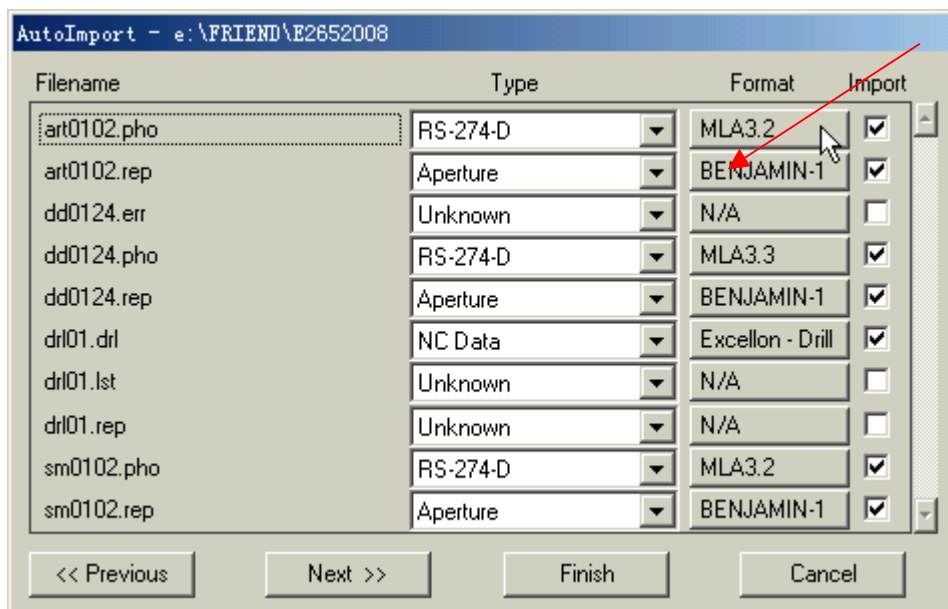 AutoImport - e:\FRIEND\E2652008
Filename Type Format Import
art0102.pho RS-274-D MLA3.2
art0102.rep Aperture BENJAMIN-1
dd0124.err Unknown N/A
dd0124.pho RS-274-D MLA3.3
dd0124.rep Aperture BENJAMIN-1
drl01.drl NC Data Excellon - Drill
drl01.lst Unknown N/A
drl01.rep Unknown N/A
sm0102.pho RS-274-D MLA3.2
sm0102.rep Aperture BENJAMIN-1
<< Previous Next >> Finish Cancel